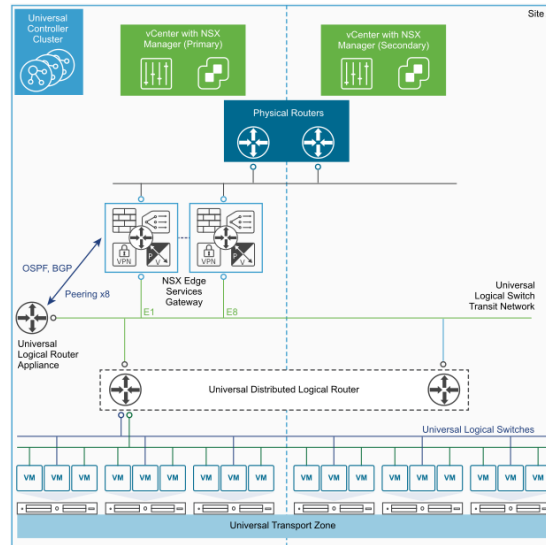 Universal
Controller
Cluster
vCenter with NSX
Manager (Primary)
vCenter with NSX
Manager (Secondary)
Site
Physical Routers
VPN
P
V
VPN
P
V
OSPF, BGP
Peering x8
NSX Edge
Services
Gateway
E1
E8
Universal
Logical Switch
Transit Network
Universal
Logical Router
Appliance
Universal Distributed Logical Router
Universal Logical Switches
VM VM VM VM VM VM VM VM VM VM VM VM VM VM VM VM VM VM
Universal Transport Zone